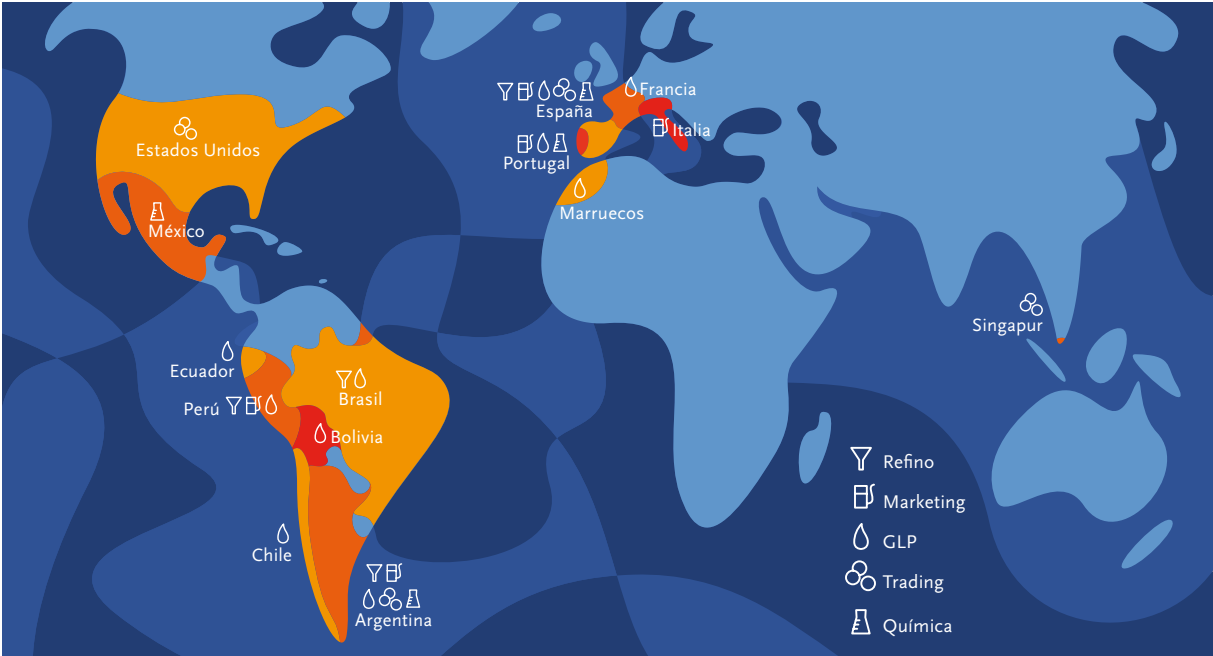 Francia
España
Italia
Estados Unidos
Portugal
Marruecos
México
Singapur
Ecuador
Brasil
Perú
Bolivia
Chile
Argentina
Refino
Marketing
GLP
Trading
Química